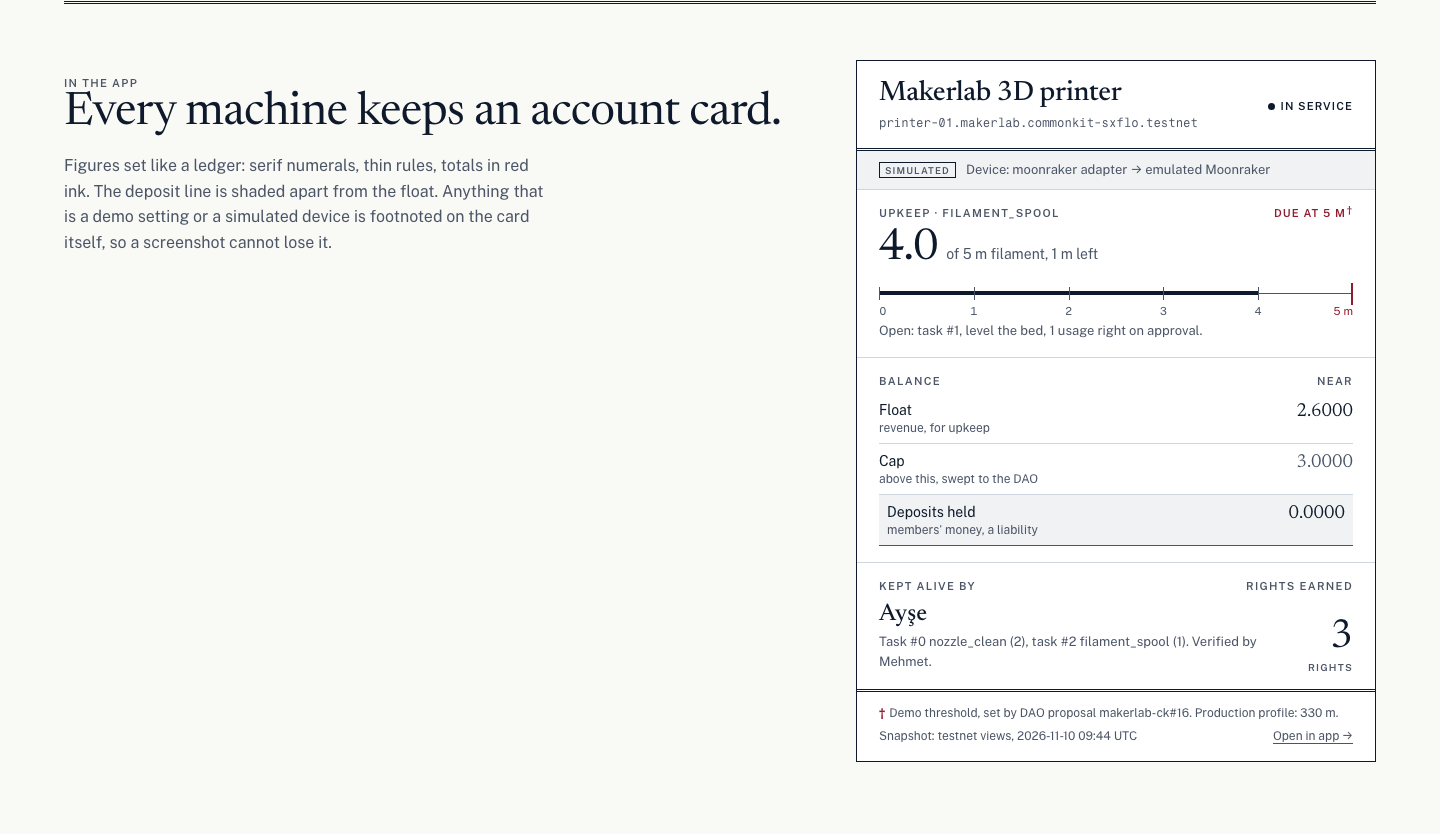 IN THE APP
Every machine keeps an account card.
Figures set like a ledger: serif numerals, thin rules, totals in red
ink. The deposit line is shaded apart from the float. Anything that
is a demo setting or a simulated device is footnoted on the card
itself, so a screenshot cannot lose it.
Makerlab 3D printer
IN SERVICE
printer-01.makerlab.commonkit-sxflo.testnet
SIMULATED Device: moonraker adapter → emulated Moonraker
UPKEEP · FILAMENT_SPOOL DUE AT 5 M†
4.0 of 5 m filament, 1 m left
0 1 2 3 4 5 m
Open: task #1, level the bed, 1 usage right on approval.
BALANCE NEAR
Float 2.6000
revenue, for upkeep
Cap 3.0000
above this, swept to the DAO
Deposits held 0.0000
members' money, a liability
KEPT ALIVE BY RIGHTS EARNED
Ayşe
3
Task #0 nozzle_clean (2), task #2 filament_spool (1). Verified by
Mehmet.
RIGHTS
† Demo threshold, set by DAO proposal makerlab-ck#16. Production profile: 330 m.
Snapshot: testnet views, 2026-11-10 09:44 UTC Open in app →